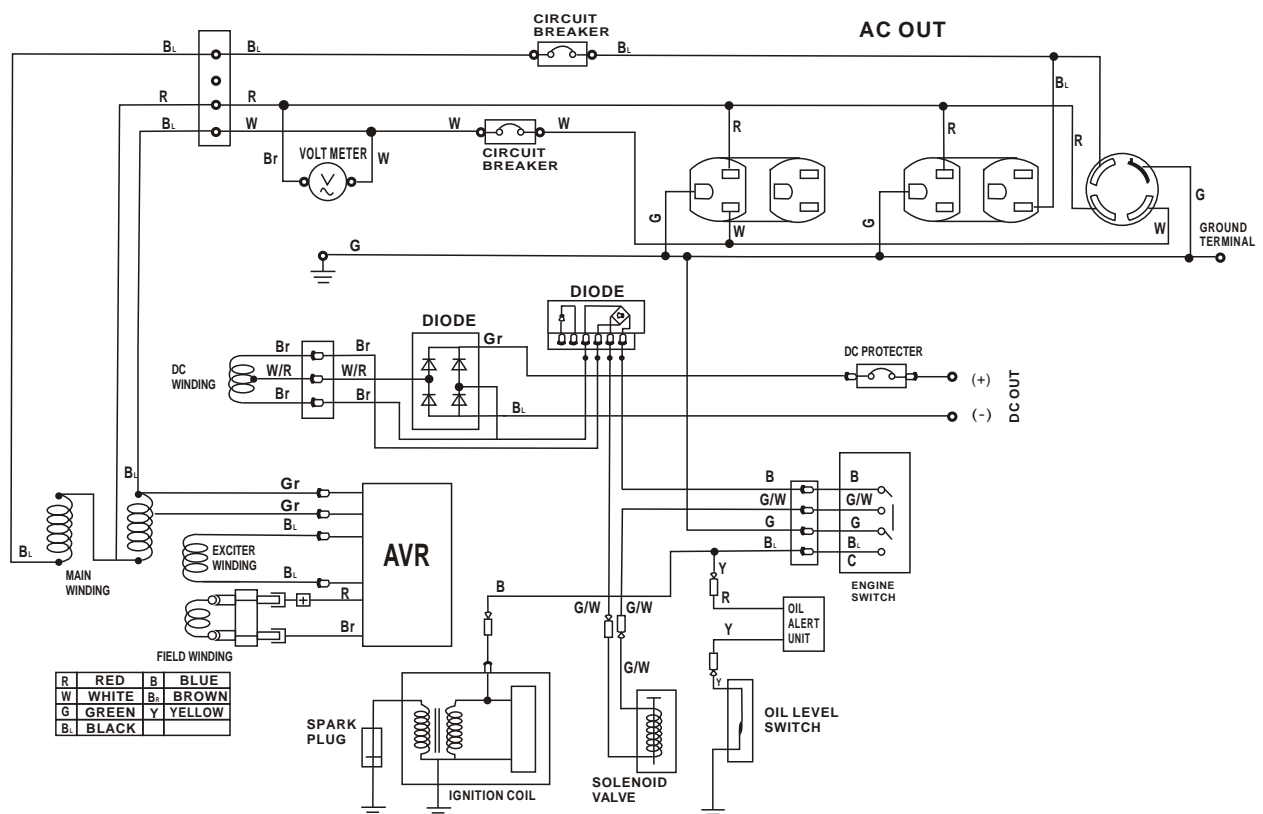 CIRCUIT
BREAKER
AC OUT
BL
BL
BL
BL
R
R
BL
W
W
W
R
R
R
Br
VOLT METER
W
CIRCUIT
BREAKER
V
G
W
G
G
W
GROUND
TERMINAL
G
DIODE
DIODE
Gr
DC
WINDING
Br
Br
W/R
W/R
Br
Br
BL
DC PROTECTER
(+)
(-)
DC OUT
BL
BL
MAIN
WINDING
Gr
Gr
BL
EXCITER
WINDING
BL
AVR
R
Br
FIELD WINDING
B
B
G/W
G/W
G
G
BL
BL
C
ENGINE
SWITCH
B
Y
R
G/W
G/W
G/W
OIL
ALERT
UNIT
Y
Y
OIL LEVEL
SWITCH
R RED B BLUE
W WHITE BR BROWN
G GREEN Y YELLOW
BL BLACK
SPARK
PLUG
IGNITION COIL
SOLENOID
VALVE